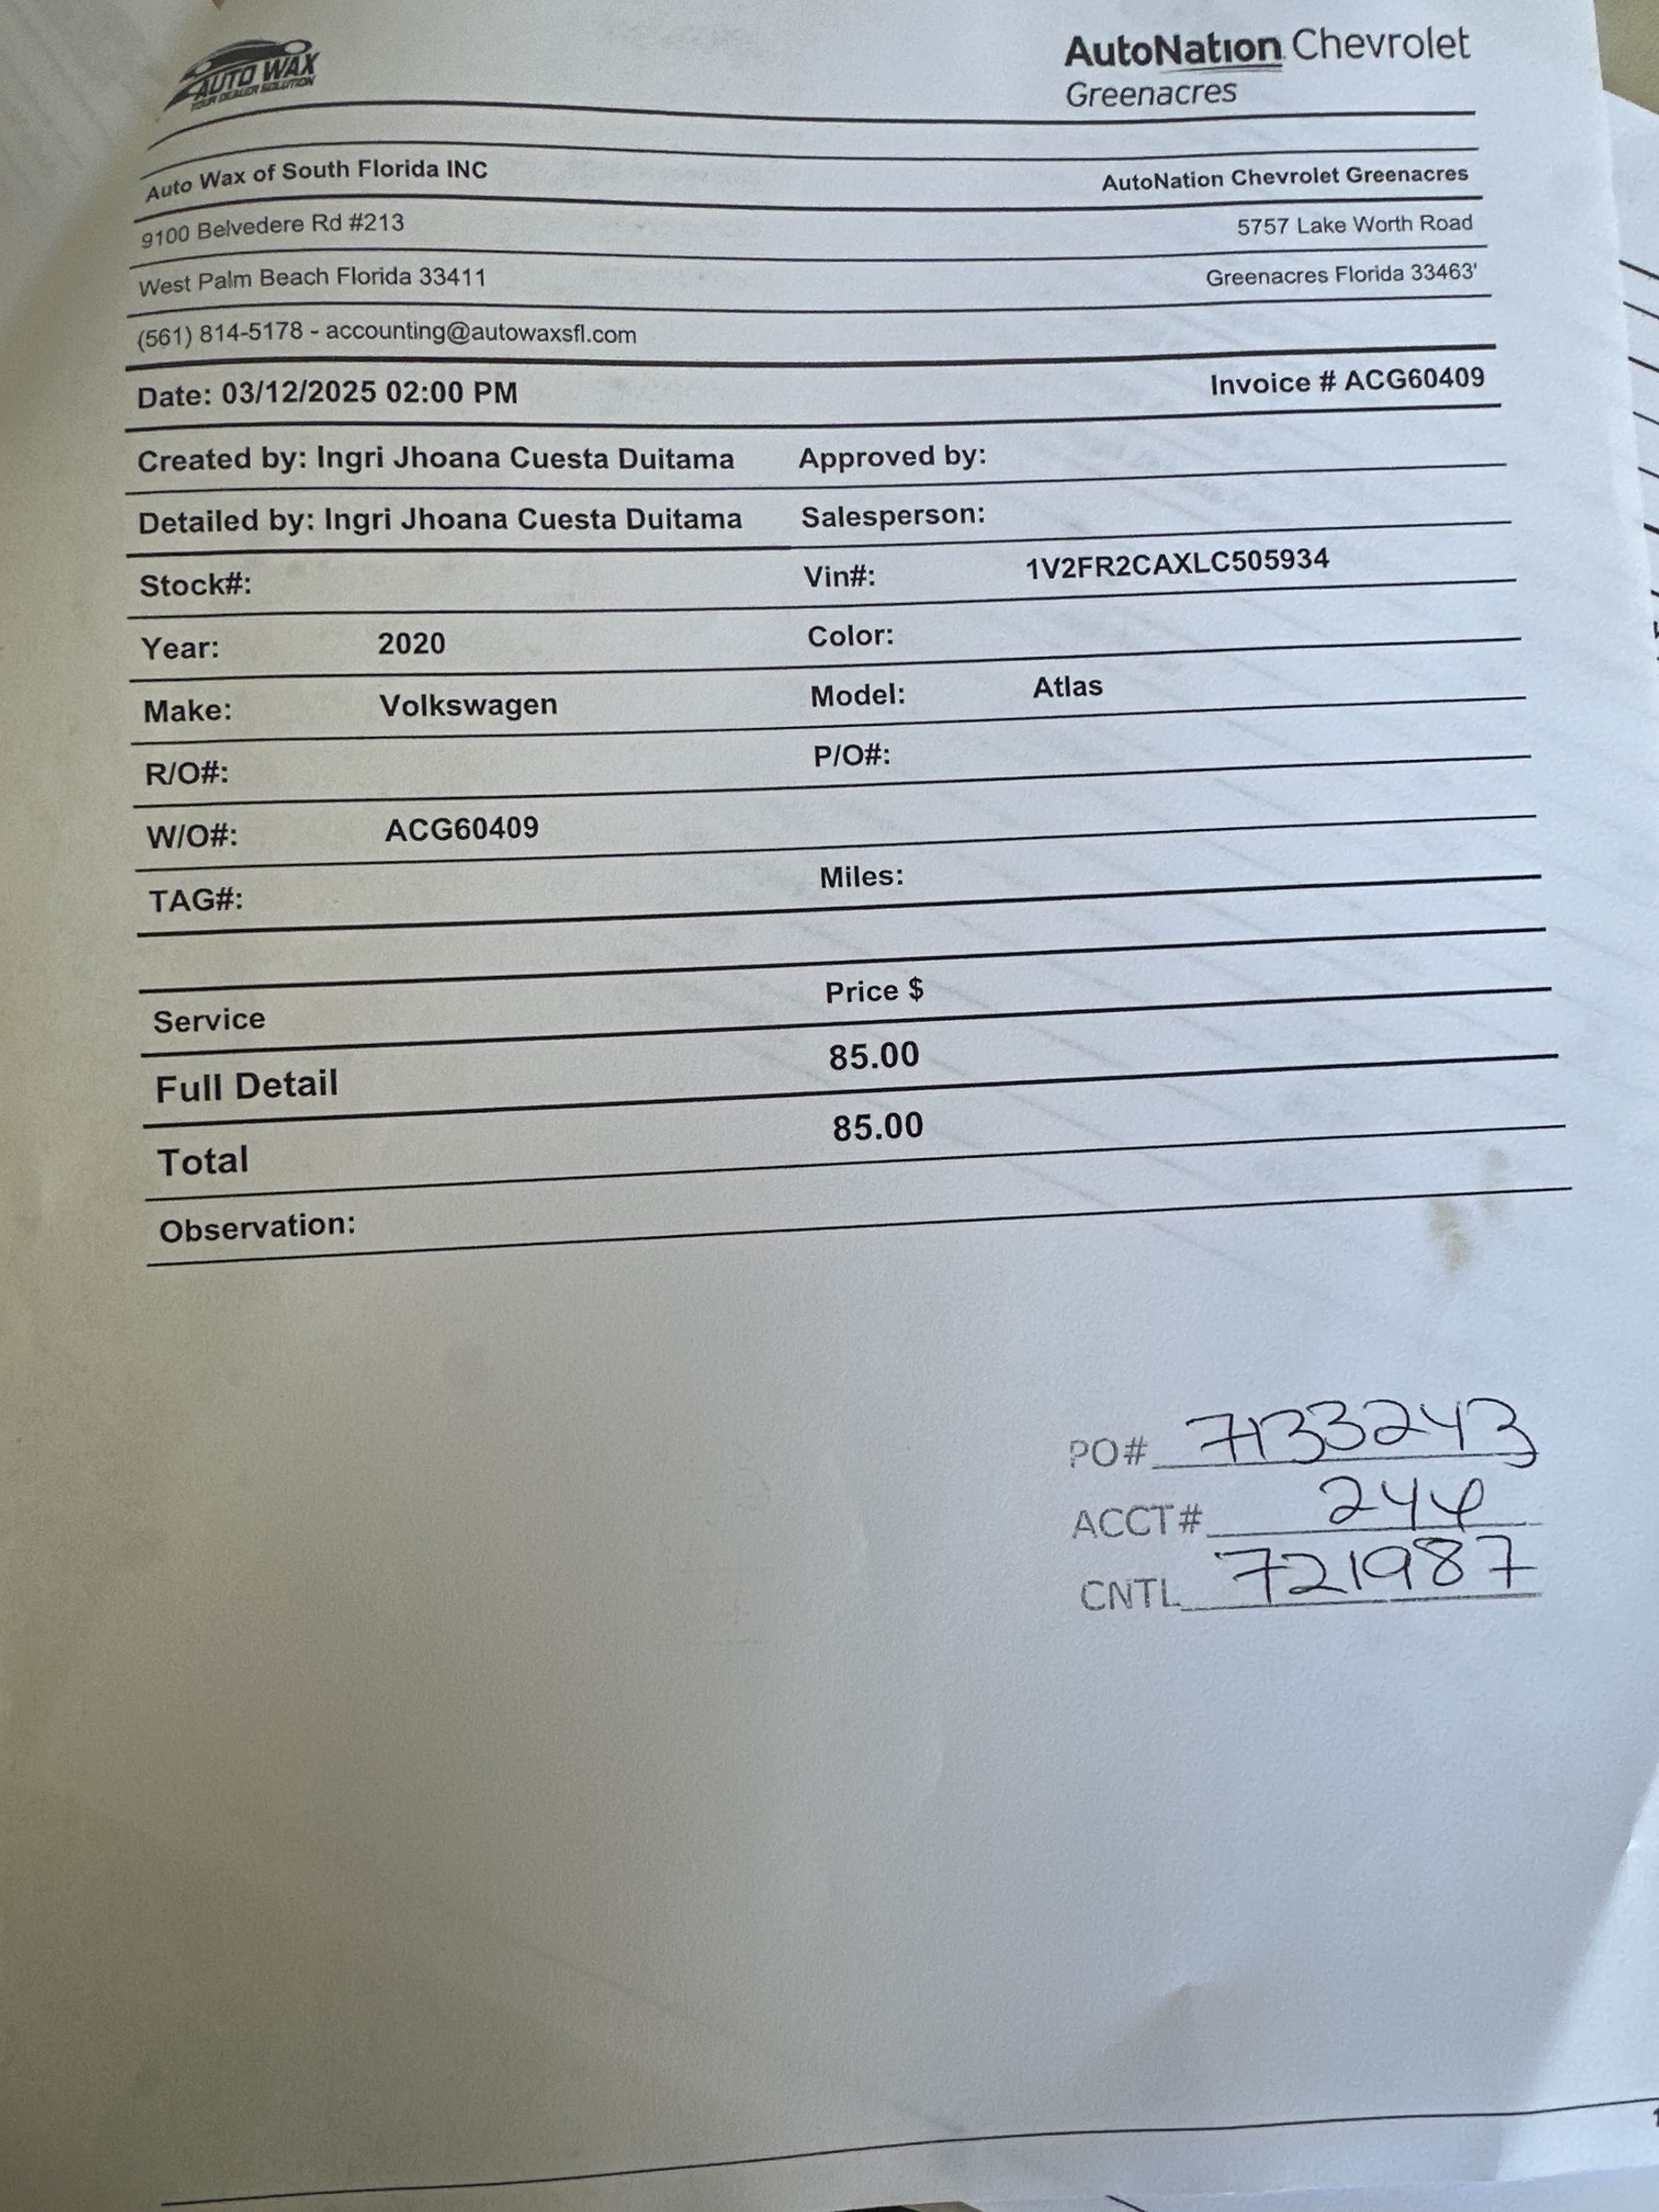 AUTO WAX
YOUR DEALER SOLUTION
AutoNation Chevrolet
Greenacres
Auto Wax of South Florida INC
AutoNation Chevrolet Greenacres
9100 Belvedere Rd #213
5757 Lake Worth Road
West Palm Beach Florida 33411
Greenacres Florida 33463'
(561) 814-5178 - accounting@autowaxsfl.com
Date: 03/12/2025 02:00 PM
Invoice # ACG60409
Created by: Ingri Jhoana Cuesta Duitama Approved by:
Detailed by: Ingri Jhoana Cuesta Duitama Salesperson:
Stock#: Vin#: 1V2FR2CAXLC505934
Year: 2020 Color:
Make: Volkswagen Model: Atlas
R/O#: P/O#:
W/O#: ACG60409
TAG#: Miles:
Service Price $
Full Detail 85.00
Total 85.00
Observation:
PO# 7133243
ACCT# 244
CNTL 721987